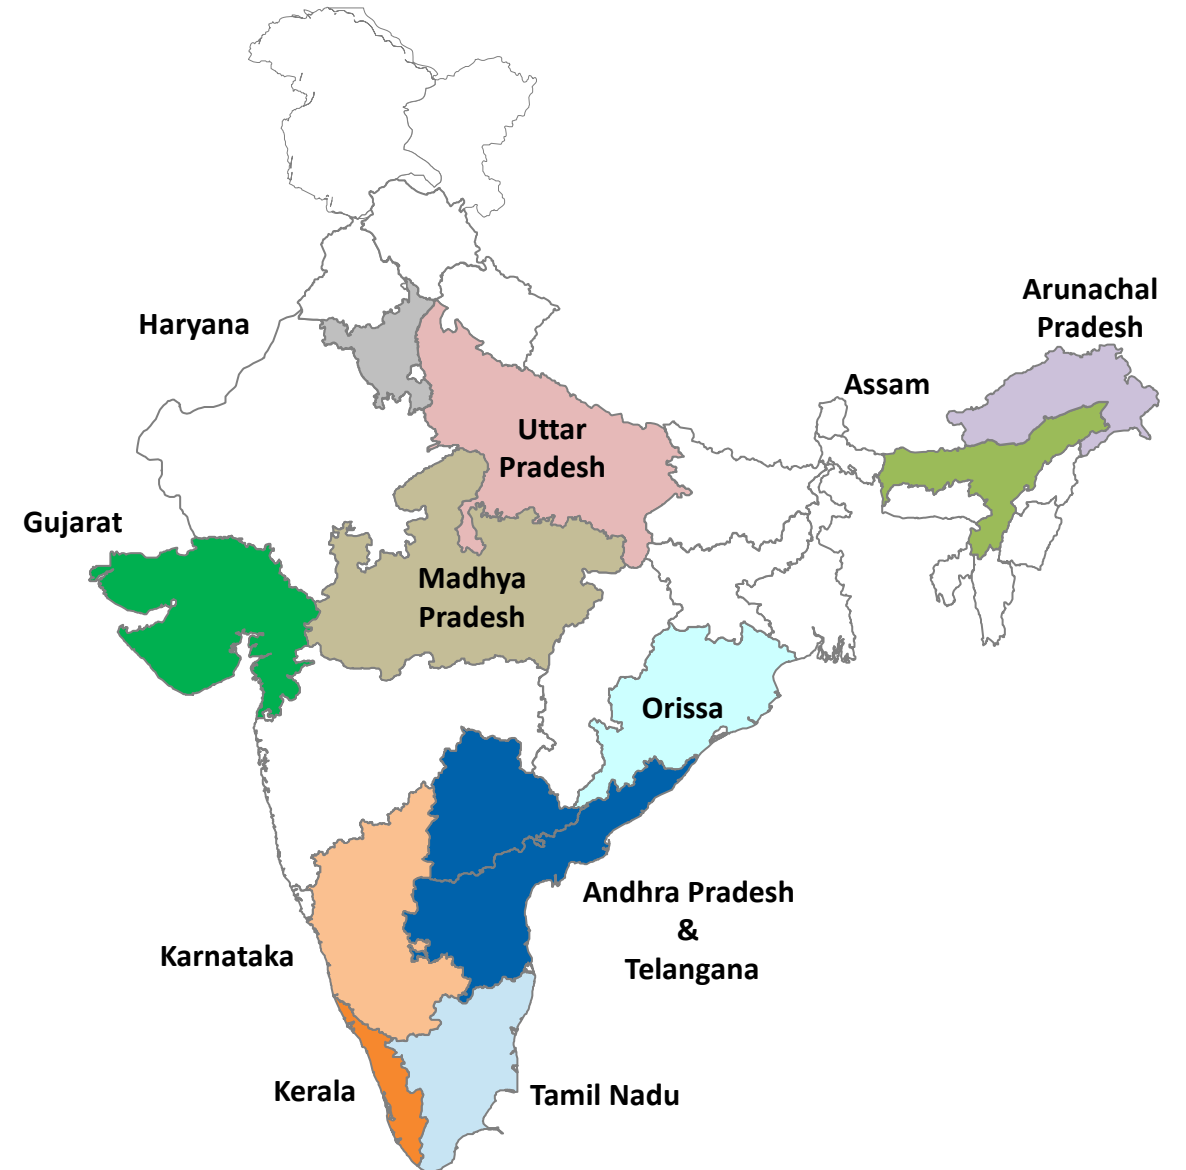 Arunachal
Pradesh
Haryana
Assam
Uttar
Pradesh
Gujarat
Madhya
Pradesh
Orissa
Andhra Pradesh
&
Telangana
Karnataka
Kerala
Tamil Nadu